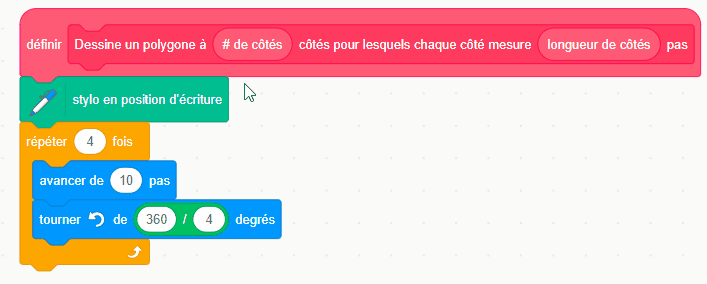 définir Dessine un polygone à # de côtés côtés pour lesquels chaque côté mesure longueur de côtés pas
stylo en position d'écriture
répéter 4 fois
avancer de 10 pas
tourner de 360 / 4 degrés